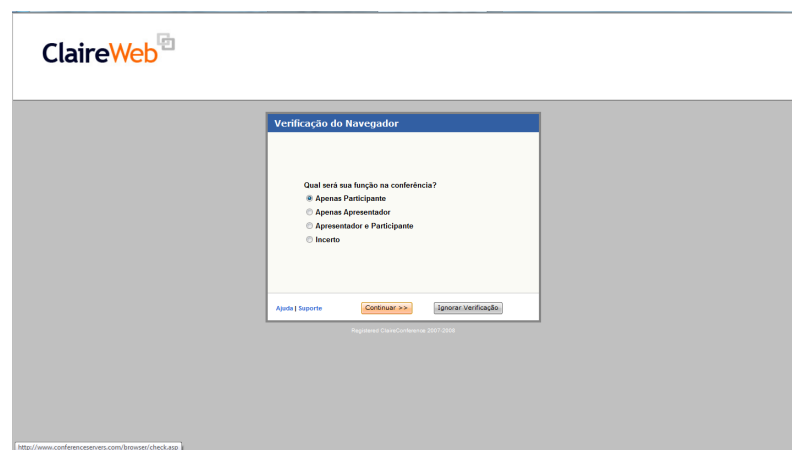 ClaireWeb
Verificação do Navegador
Qual será sua função na conferência?
Apenas Participante
Apenas Apresentador
Apresentador e Participante
Incerto
Ajuda | Suporte
Continuar >>
Ignorar Verificação
Registered ClaireConference 2007-2008
http://www.conferenceservers.com/browser/check.asp